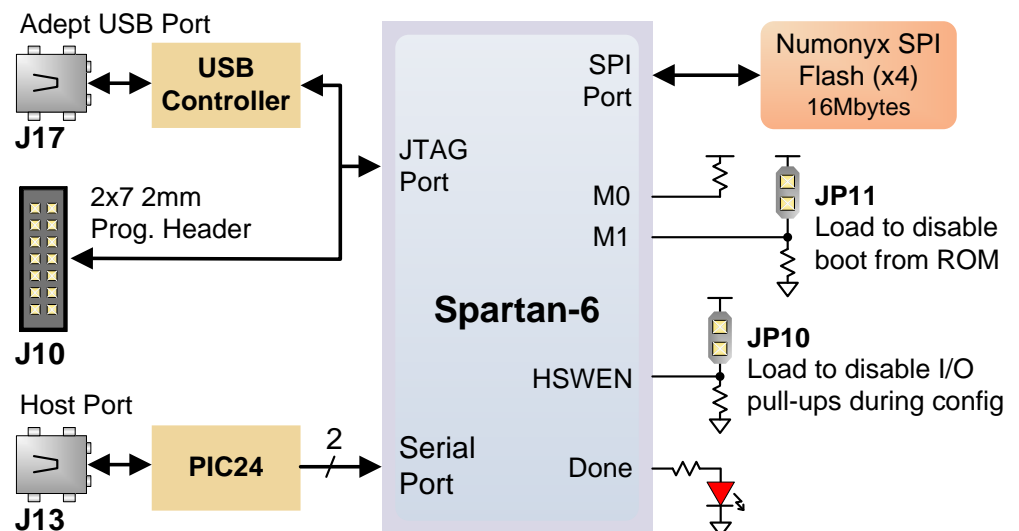 Adept USB Port
USB
Controller
J17
2x7 2mm
Prog. Header
J10
Host Port
J13
PIC24
2
SPI
Port
JTAG
Port
M0
M1
Spartan-6
HSWEN
Serial
Port
Done
Numonyx SPI
Flash (x4)
16Mbytes
JP11
Load to disable
boot from ROM
JP10
Load to disable I/O
pull-ups during config